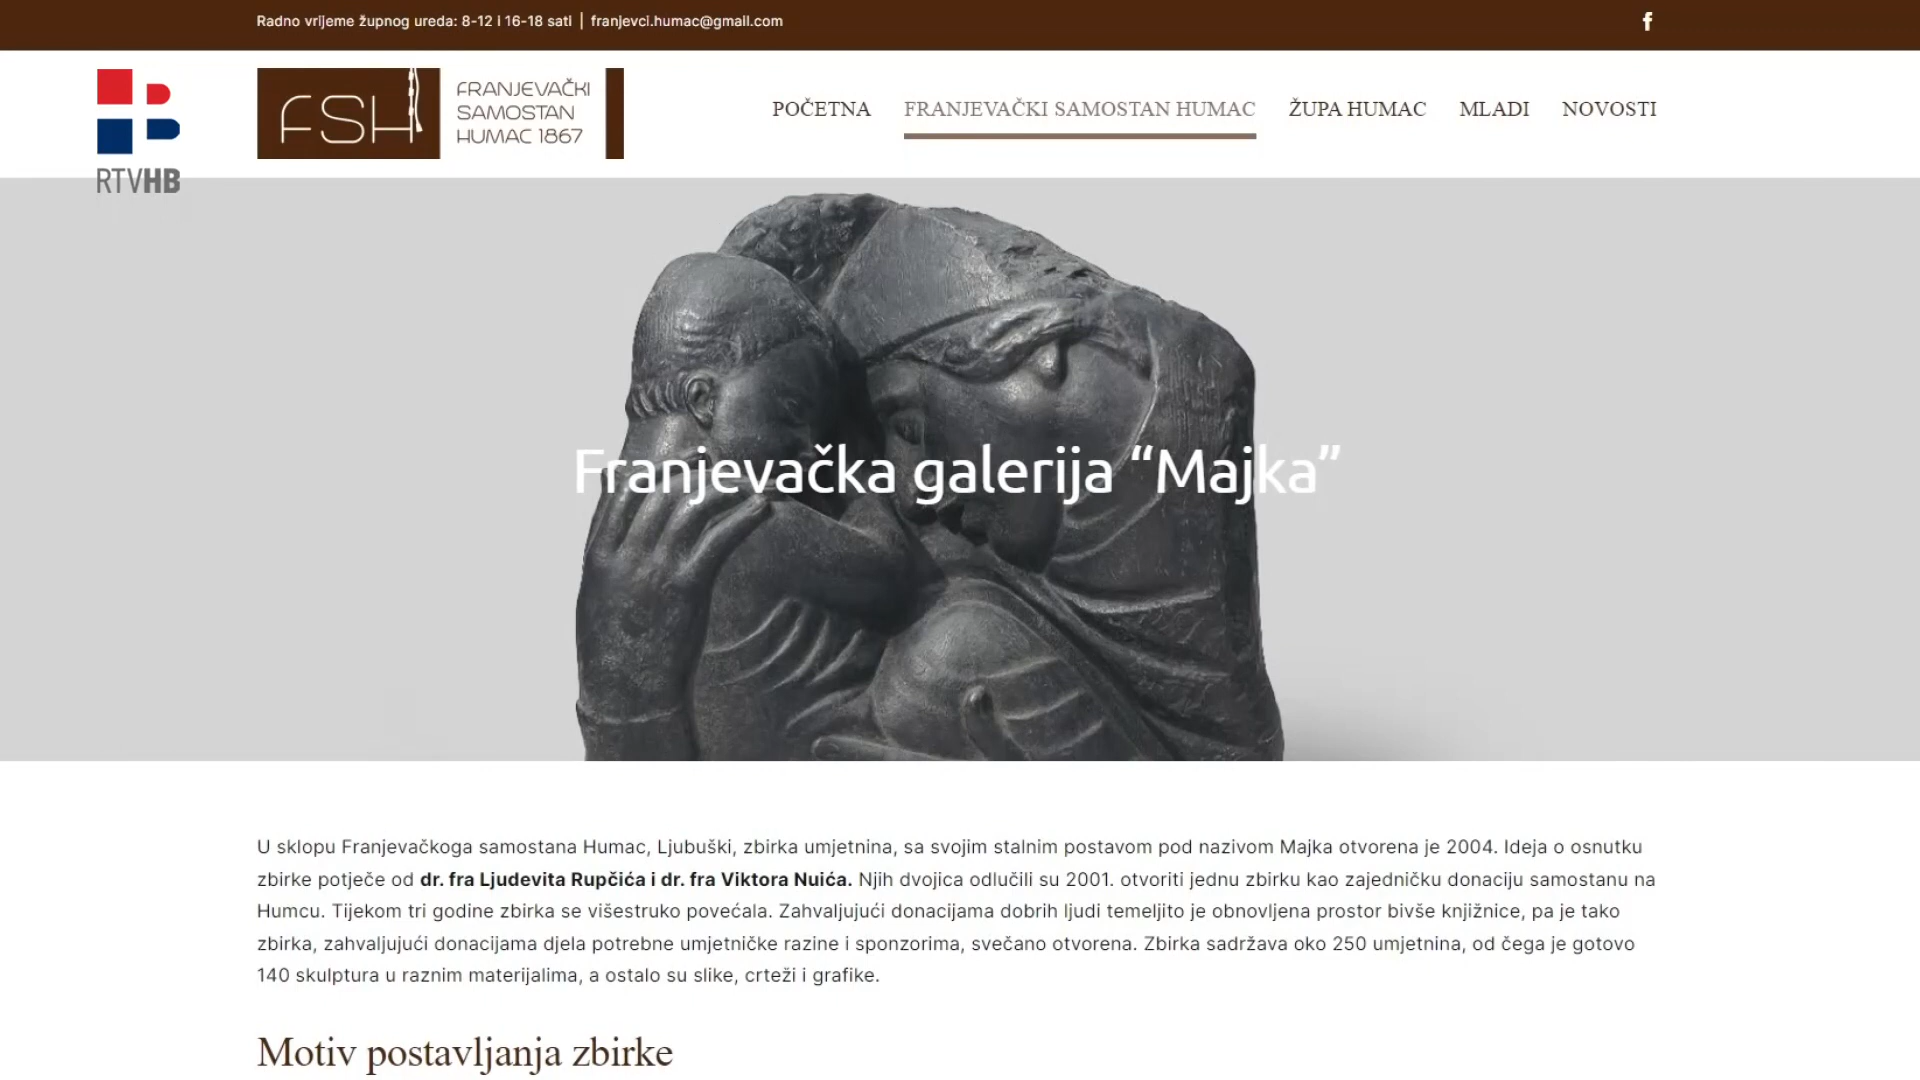 Radno vrijeme župnog ureda: 8-12 i 16-18 sati | franjevci.humac@gmail.com
f
RTVHB
FSH
FRANJEVAČKI
SAMOSTAN
HUMAC 1867
POČETNA FRANJEVAČKI SAMOSTAN HUMAC ŽUPA HUMAC MLADI NOVOSTI
Franjevačka galerija “Majka”
U sklopu Franjevačkoga samostana Humac, Ljubuški, zbirka umjetnina, sa svojim stalnim postavom pod nazivom Majka otvorena je 2004. Ideja o osnutku
zbirke potječe od dr. fra Ljudevita Rupčića i dr. fra Viktora Nuića. Njih dvojica odlučili su 2001. otvoriti jednu zbirku kao zajedničku donaciju samostanu na
Humcu. Tijekom tri godine zbirka se višestruko povećala. Zahvaljujući donacijama dobrih ljudi temeljito je obnovljena prostor bivše knjižnice, pa je tako
zbirka, zahvaljujući donacijama djela potrebne umjetničke razine i sponzorima, svečano otvorena. Zbirka sadržava oko 250 umjetnina, od čega je gotovo
140 skulptura u raznim materijalima, a ostalo su slike, crteži i grafike.
Motiv postavljanja zbirke